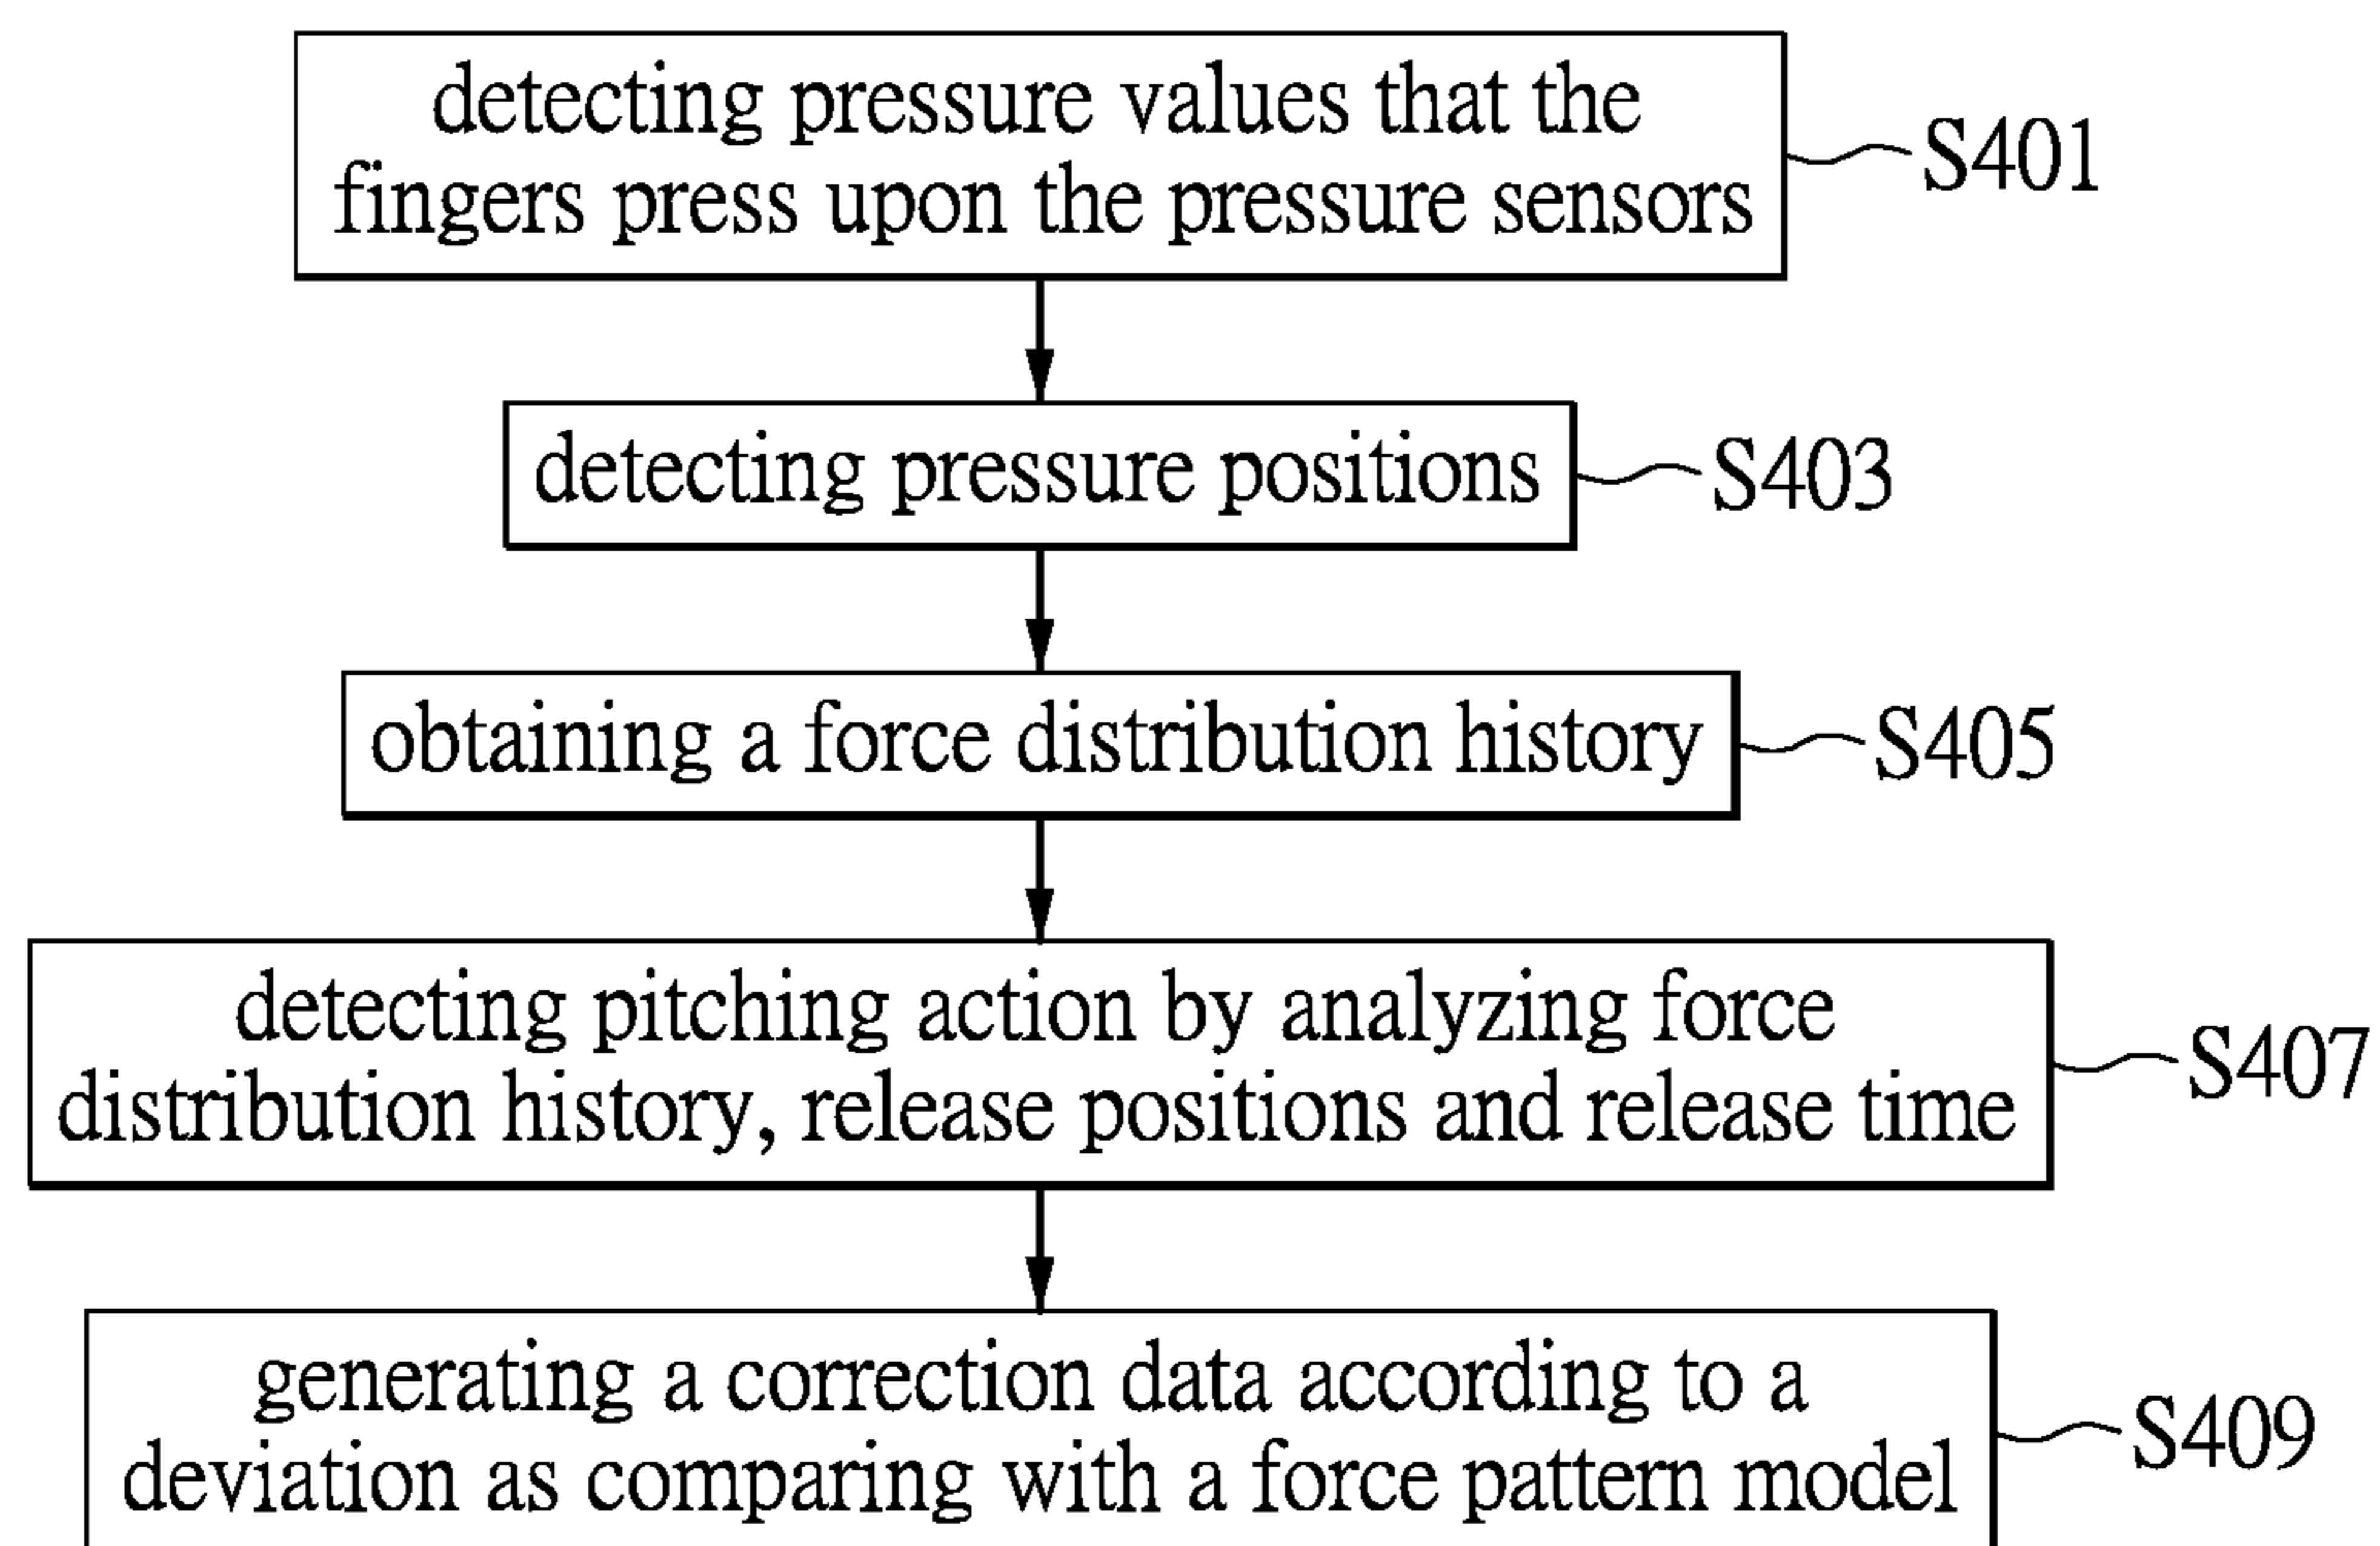 detecting pressure values that the
fingers press upon the pressure sensors
S401
detecting pressure positions
S403
obtaining a force distribution history
S405
detecting pitching action by analyzing force
distribution history, release positions and release time
S407
generating a correction data according to a
deviation as comparing with a force pattern model
S409